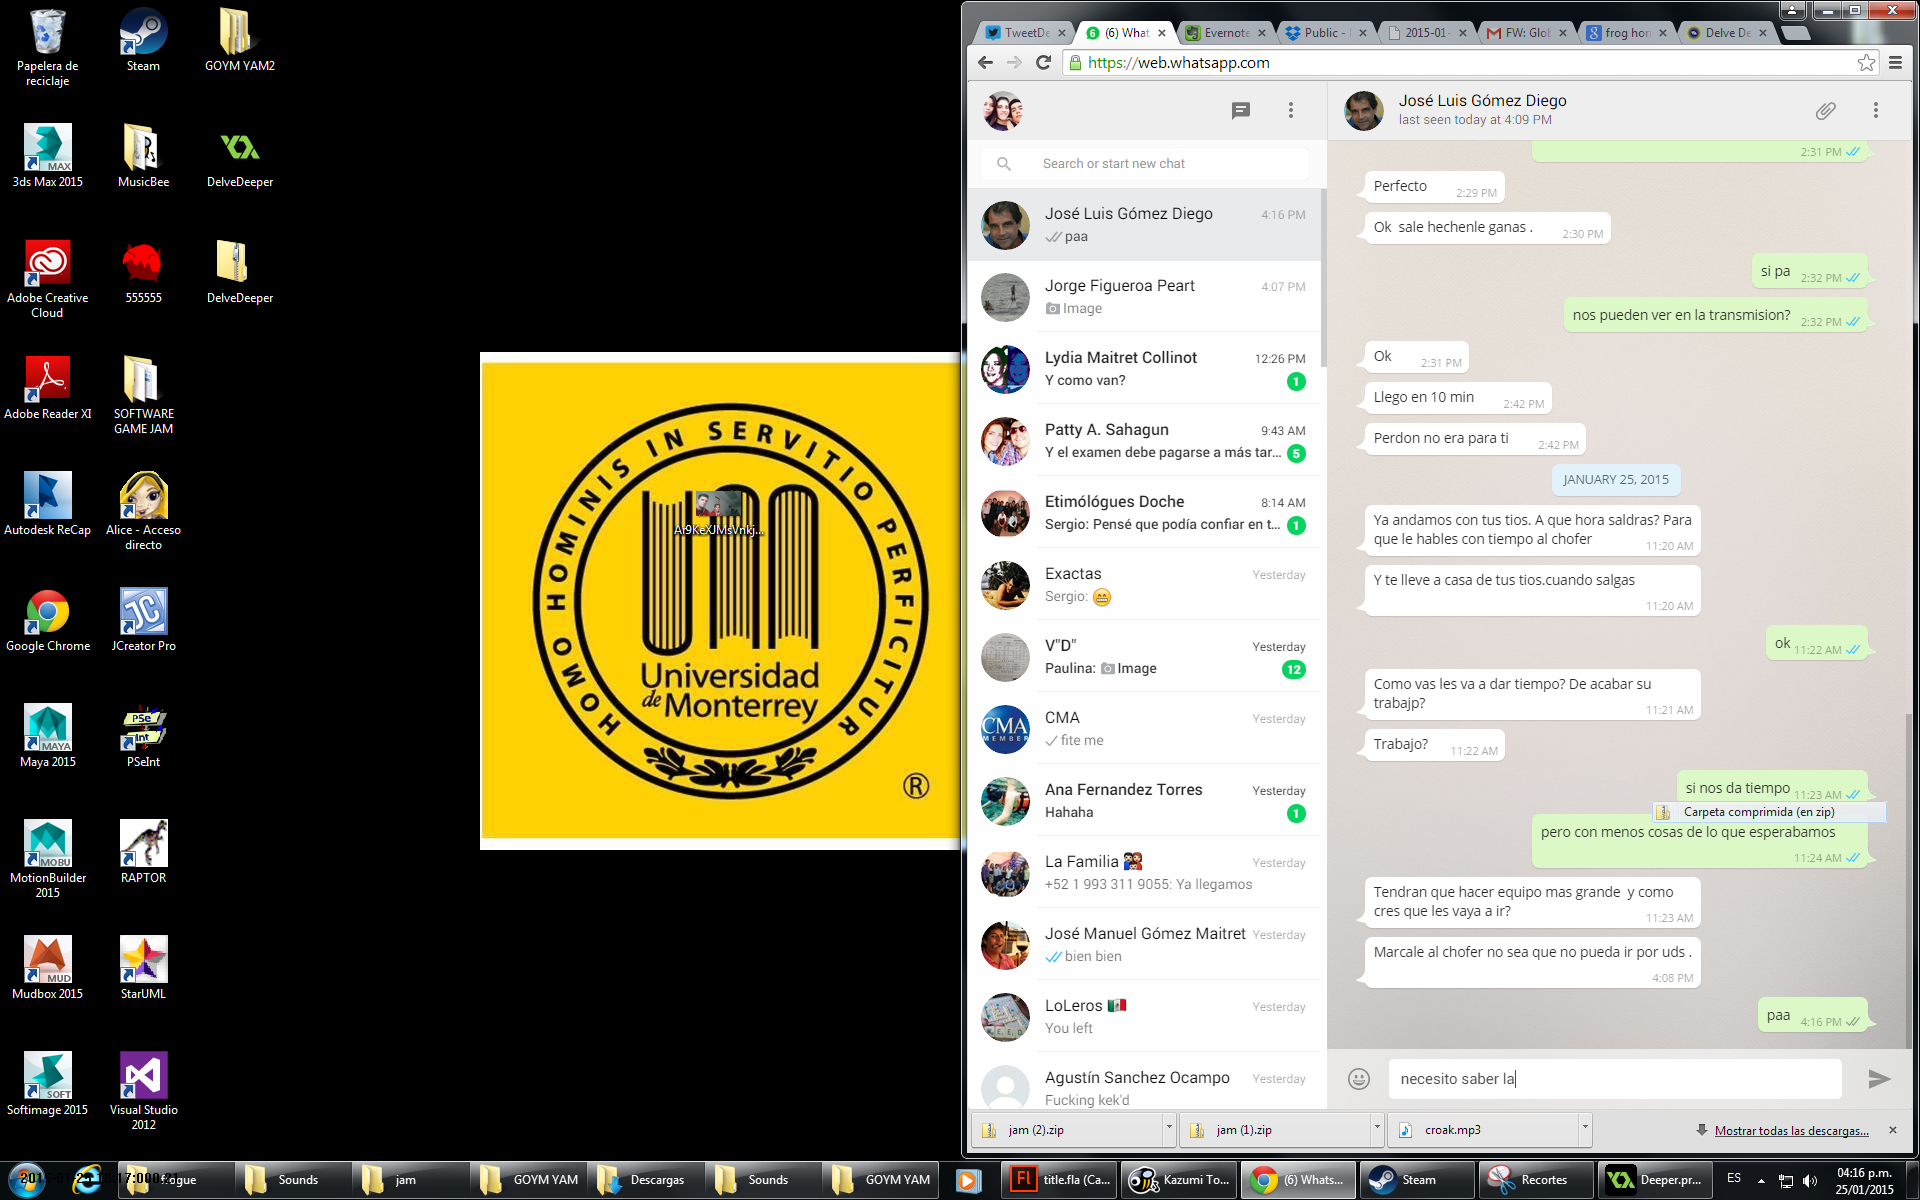 Papelera de
reciclaje
Steam
GOYM YAM2
3ds Max 2015
MusicBee
DelveDeeper
Adobe Creative
Cloud
555555
DelveDeeper
Adobe Reader XI
SOFTWARE
GAME JAM
Autodesk ReCap
Alice - Acceso
directo
Google Chrome
JCreator Pro
Maya 2015
PSeInt
MotionBuilder
2015
RAPTOR
Mudbox 2015
StarUML
Softimage 2015
Visual Studio
2012
HOMO HOMINIS IN SERVITIO PERFICITUR
Ar9KeXJMsVnkj...
Universidad
de Monterrey
®
TweetDe
(6) What
Evernote
Public -
2015-01-
FW: Glob
frog hor
Delve De
https://web.whatsapp.com
Search or start new chat
José Luis Gómez Diego 4:16 PM
paa
Jorge Figueroa Peart 4:07 PM
Image
Lydia Maitret Collinot 12:26 PM
Y como van? 1
Patty A. Sahagun 9:43 AM
Y el examen debe pagarse a más tar... 5
Etimólógues Doche 8:14 AM
Sergio: Pensé que podía confiar en t... 1
Exactas Yesterday
Sergio: 😁
V"D" Yesterday
Paulina: Image 12
CMA Yesterday
fite me
Ana Fernandez Torres Yesterday
Hahaha 1
La Familia Yesterday
+52 1 993 311 9055: Ya llegamos
José Manuel Gómez Maitret Yesterday
bien bien
LoLeros 🇲🇽 Yesterday
You left
Agustín Sanchez Ocampo Yesterday
Fucking kek'd
José Luis Gómez Diego
last seen today at 4:09 PM
2:31 PM
Perfecto 2:29 PM
Ok sale hechenle ganas . 2:30 PM
si pa 2:32 PM
nos pueden ver en la transmision? 2:32 PM
Ok 2:31 PM
Llego en 10 min 2:42 PM
Perdon no era para ti 2:42 PM
JANUARY 25, 2015
Ya andamos con tus tios. A que hora saldras? Para
que le hables con tiempo al chofer 11:20 AM
Y te lleve a casa de tus tios.cuando salgas
11:20 AM
ok 11:22 AM
Como vas les va a dar tiempo? De acabar su
trabajp? 11:21 AM
Trabajo? 11:22 AM
si nos da tiempo 11:23 AM
Carpeta comprimida (en zip)
pero con menos cosas de lo que esperabamos
11:24 AM
Tendran que hacer equipo mas grande y como
cres que les vaya a ir? 11:23 AM
Marcale al chofer no sea que no pueda ir por uds .
4:08 PM
paa 4:16 PM
necesito saber la
jam (2).zip
jam (1).zip
croak.mp3
Mostrar todas las descargas...
Sounds
jam
GOYM YAM
Descargas
Sounds
GOYM YAM
title.fla (Ca...
Kazumi To...
(6) Whats...
Steam
Recortes
Deeper.pr...
ES
04:16 p.m.
25/01/2015